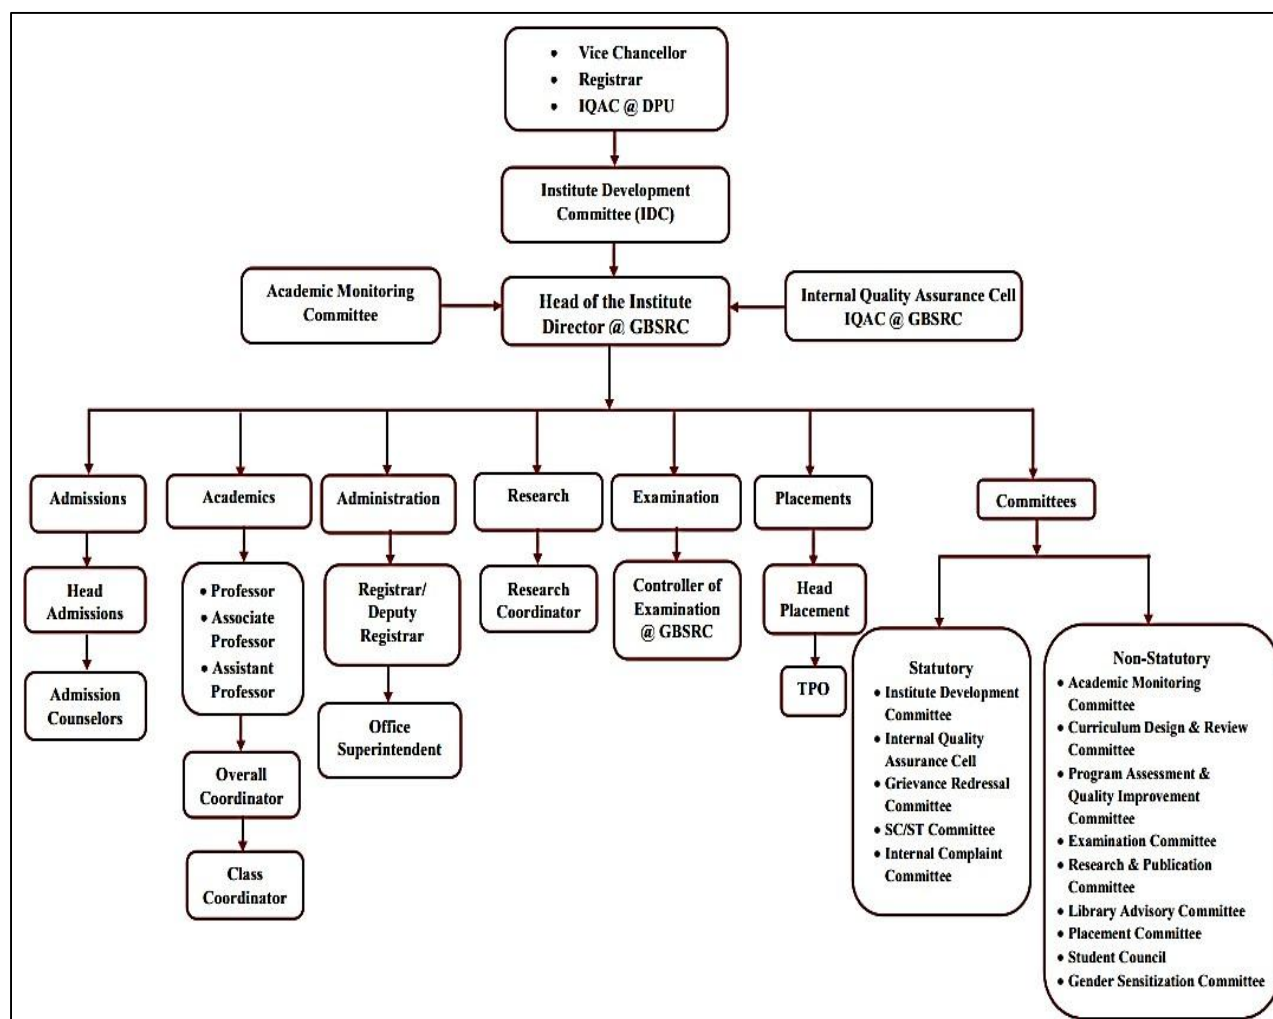 • Vice Chancellor
• Registrar
• IQAC @ DPU
Institute Development
Committee (IDC)
Academic Monitoring
Committee
Head of the Institute
Director @ GBSRC
Internal Quality Assurance Cell
IQAC @ GBSRC
Admissions
Academics
Administration
Research
Examination
Placements
Committees
Head
Admissions
• Professor
• Associate
Professor
• Assistant
Professor
Registrar/
Deputy
Registrar
Research
Coordinator
Controller of
Examination
@ GBSRC
Head
Placement
Admission
Counselors
Office
Superintendent
TPO
Overall
Coordinator
Class
Coordinator
Statutory
• Institute Development
Committee
• Internal Quality
Assurance Cell
• Grievance Redressal
Committee
• SC/ST Committee
• Internal Complaint
Committee
Non-Statutory
• Academic Monitoring
Committee
• Curriculum Design & Review
Committee
• Program Assessment &
Quality Improvement
Committee
• Examination Committee
• Research & Publication
Committee
• Library Advisory Committee
• Placement Committee
• Student Council
• Gender Sensitization Committee